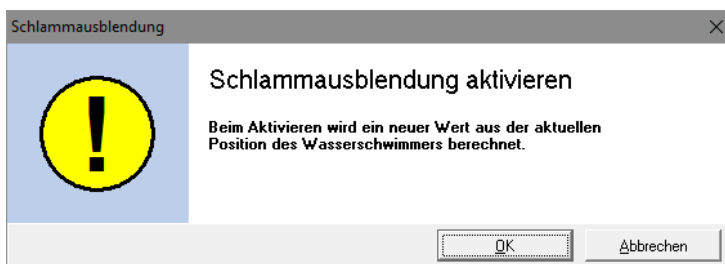 Schlammausblendung
Schlammausblendung aktivieren
Beim Aktivieren wird ein neuer Wert aus der aktuellen
Position des Wasserschwimmers berechnet.
OK
Abbrechen